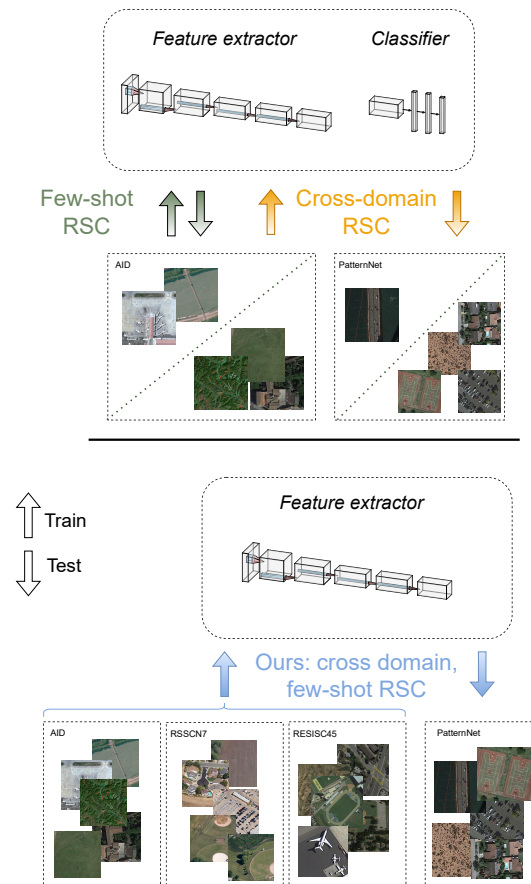 Feature extractor
Classifier
Few-shot
RSC
Cross-domain
RSC
AID
PatternNet
Feature extractor
Train
Test
Ours: cross domain,
few-shot RSC
AID
RSSCN7
RESISC45
PatternNet